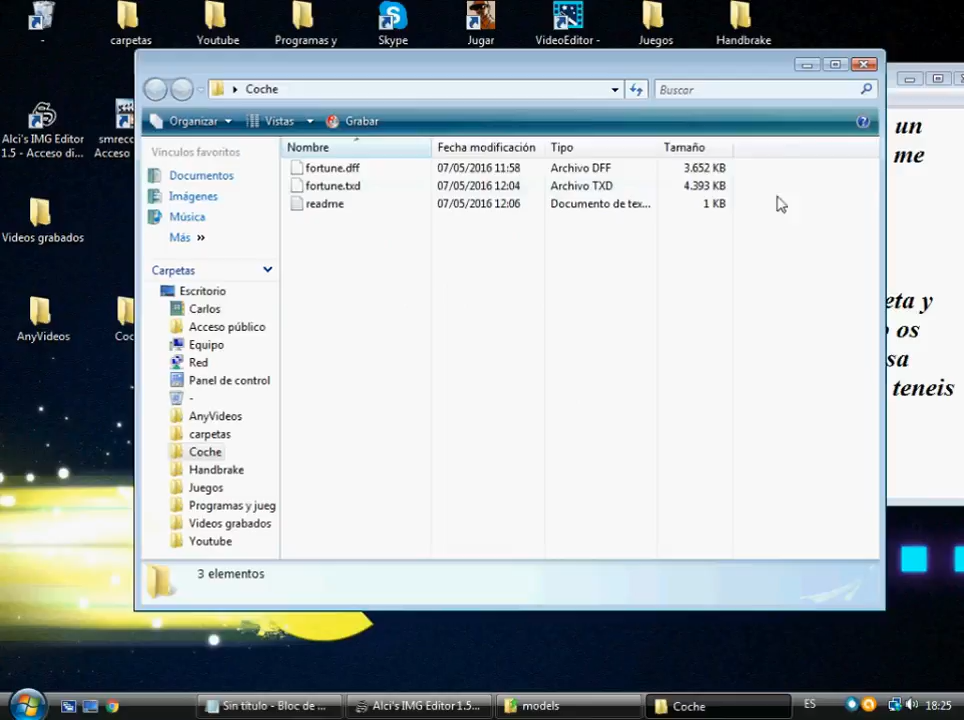 -
carpetas
Youtube
Programas y
Skype
Jugar
VideoEditor -
Juegos
Handbrake
Coche
Buscar
un
Alci's IMG Editor
1.5 - Acceso di...
smrecc
Acceso
Organizar
Vistas
Grabar
me
Vínculos favoritos
Nombre
Fecha modificación
Tipo
Tamaño
Documentos
fortune.dff
07/05/2016 11:58
Archivo DFF
3.652 KB
Imágenes
fortune.txd
07/05/2016 12:04
Archivo TXD
4.393 KB
Música
readme
07/05/2016 12:06
Documento de tex...
1 KB
Más »
Videos grabados
Carpetas
Escritorio
Carlos
Acceso público
Equipo
Red
Panel de control
-
AnyVideos
carpetas
Coche
Handbrake
Juegos
Programas y jueg
Videos grabados
Youtube
eta y
os
sa
teneis
AnyVideos
Coc
3 elementos
Sin título - Bloc de ...
Alci's IMG Editor 1.5...
models
Coche
ES
18:25